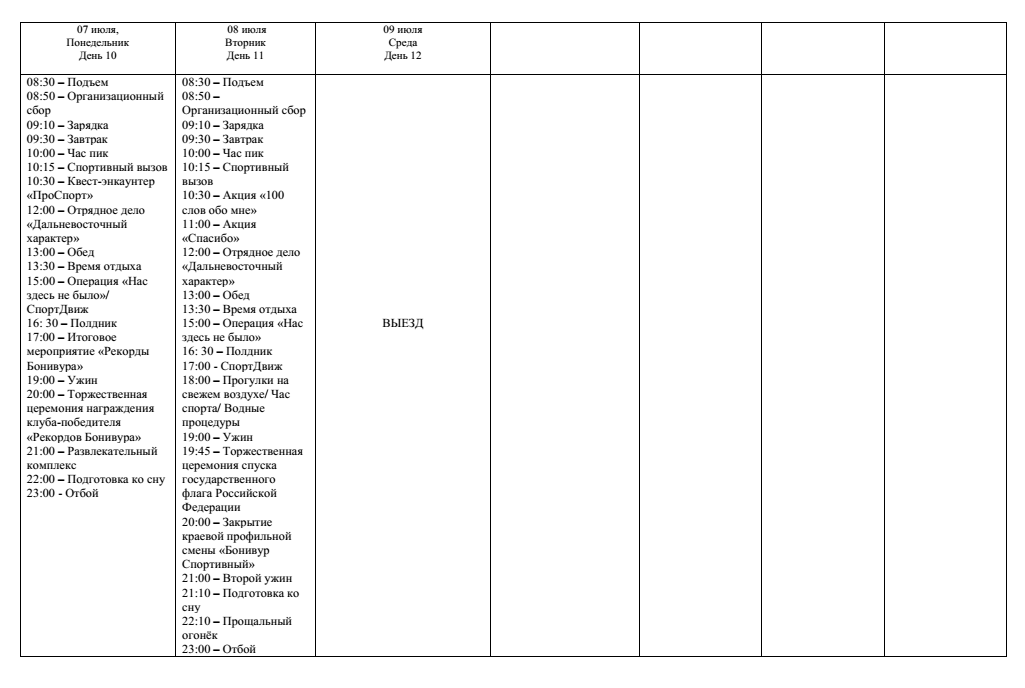 07 июля,
Понедельник
День 10
08 июля
Вторник
День 11
09 июля
Среда
День 12
08:30 – Подъем
08:50 – Организационный
сбор
09:10 – Зарядка
09:30 – Завтрак
10:00 – Час пик
10:15 – Спортивный вызов
10:30 – Квест-энкаунтер
«ПроСпорт»
12:00 – Отрядное дело
«Дальневосточный
характер»
13:00 – Обед
13:30 – Время отдыха
15:00 – Операция «Нас
здесь не было»/
СпортДвиж
16: 30 – Полдник
17:00 – Итоговое
мероприятие «Рекорды
Бонивура»
19:00 – Ужин
20:00 – Торжественная
церемония награждения
клуба-победителя
«Рекордов Бонивура»
21:00 – Развлекательный
комплекс
22:00 – Подготовка ко сну
23:00 - Отбой
08:30 – Подъем
08:50 –
Организационный сбор
09:10 – Зарядка
09:30 – Завтрак
10:00 – Час пик
10:15 – Спортивный
вызов
10:30 – Акция «100
слов обо мне»
11:00 – Акция
«Спасибо»
12:00 – Отрядное дело
«Дальневосточный
характер»
13:00 – Обед
13:30 – Время отдыха
15:00 – Операция «Нас
здесь не было»
16: 30 – Полдник
17:00 - СпортДвиж
18:00 – Прогулки на
свежем воздухе/ Час
спорта/ Водные
процедуры
19:00 – Ужин
19:45 – Торжественная
церемония спуска
государственного
флага Российской
Федерации
20:00 – Закрытие
краевой профильной
смены «Бонивур
Спортивный»
21:00 – Второй ужин
21:10 – Подготовка ко
сну
22:10 – Прощальный
огонёк
23:00 – Отбой
ВЫЕЗД